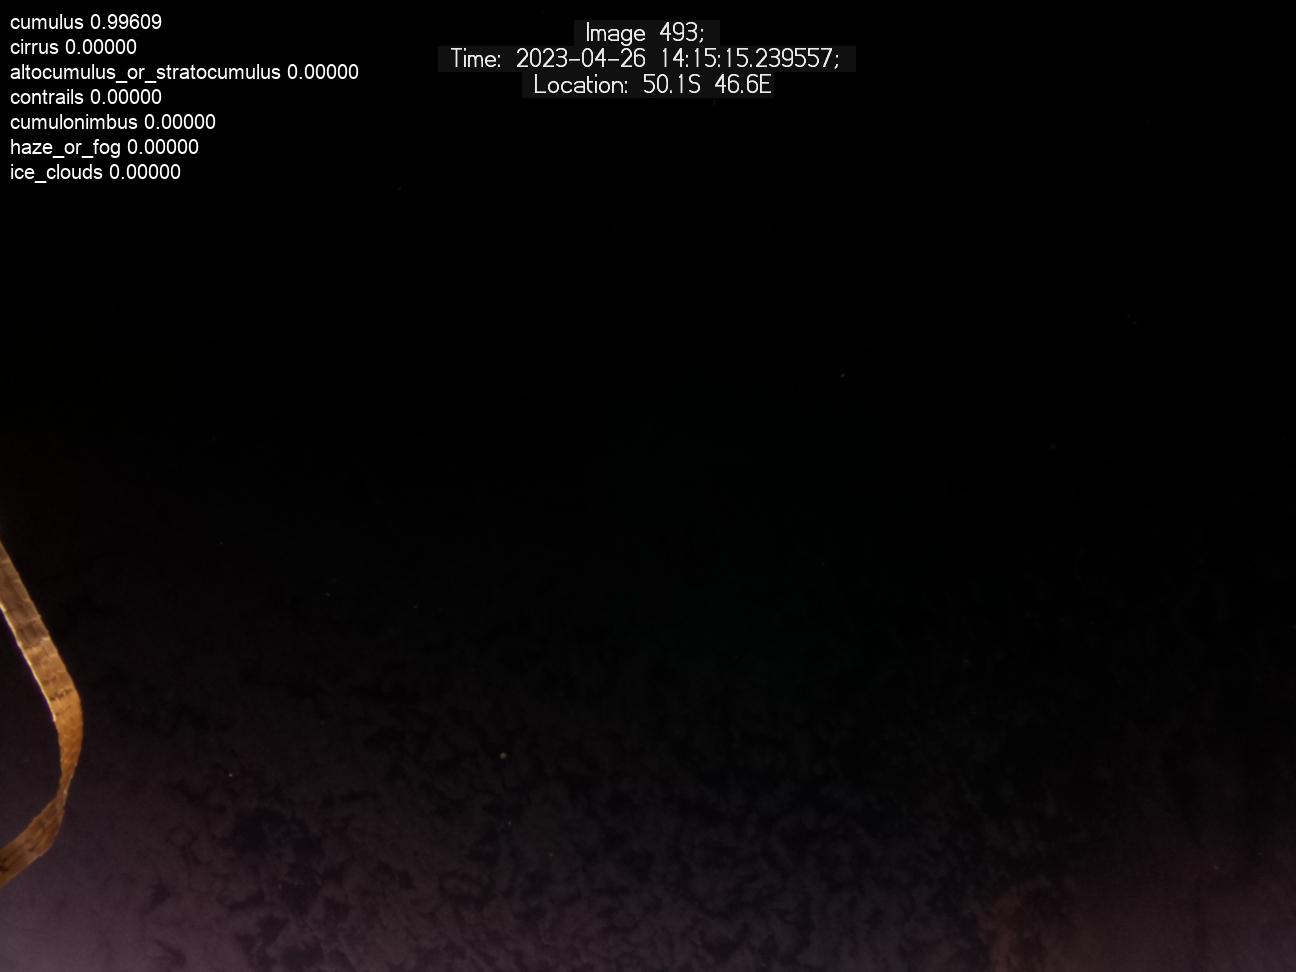 cumulus 0.99609
cirrus 0.00000
altocumulus_or_stratocumulus 0.00000
contrails 0.00000
cumulonimbus 0.00000
haze_or_fog 0.00000
ice_clouds 0.00000
Image 493;
Time: 2023-04-26 14:15:15.239557;
Location: 50.1S 46.6E